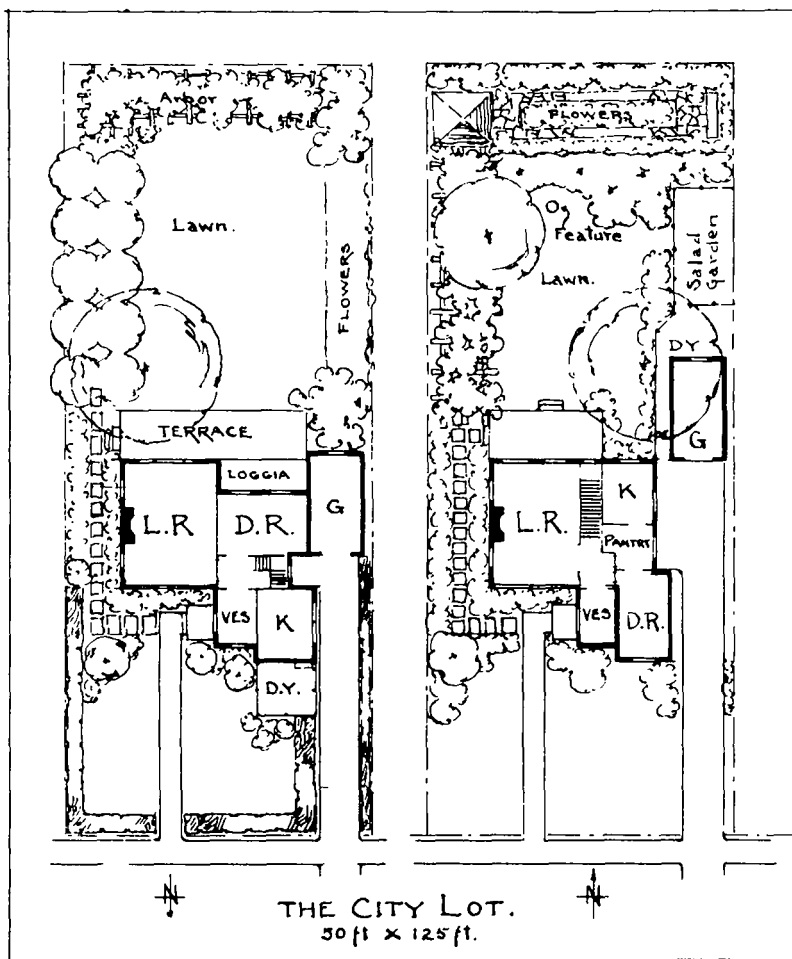 Arbor
Lawn.
FLOWERS
TERRACE
LOGGIA
L.R.
D.R.
G
VES
K
D.Y.
FLOWERS
W
Feature
Lawn.
Salad
Garden
Arbor
DY
G
L.R.
K
PANTRY
VES
D.R.
N
N
THE CITY LOT.
50 ft x 125 ft.